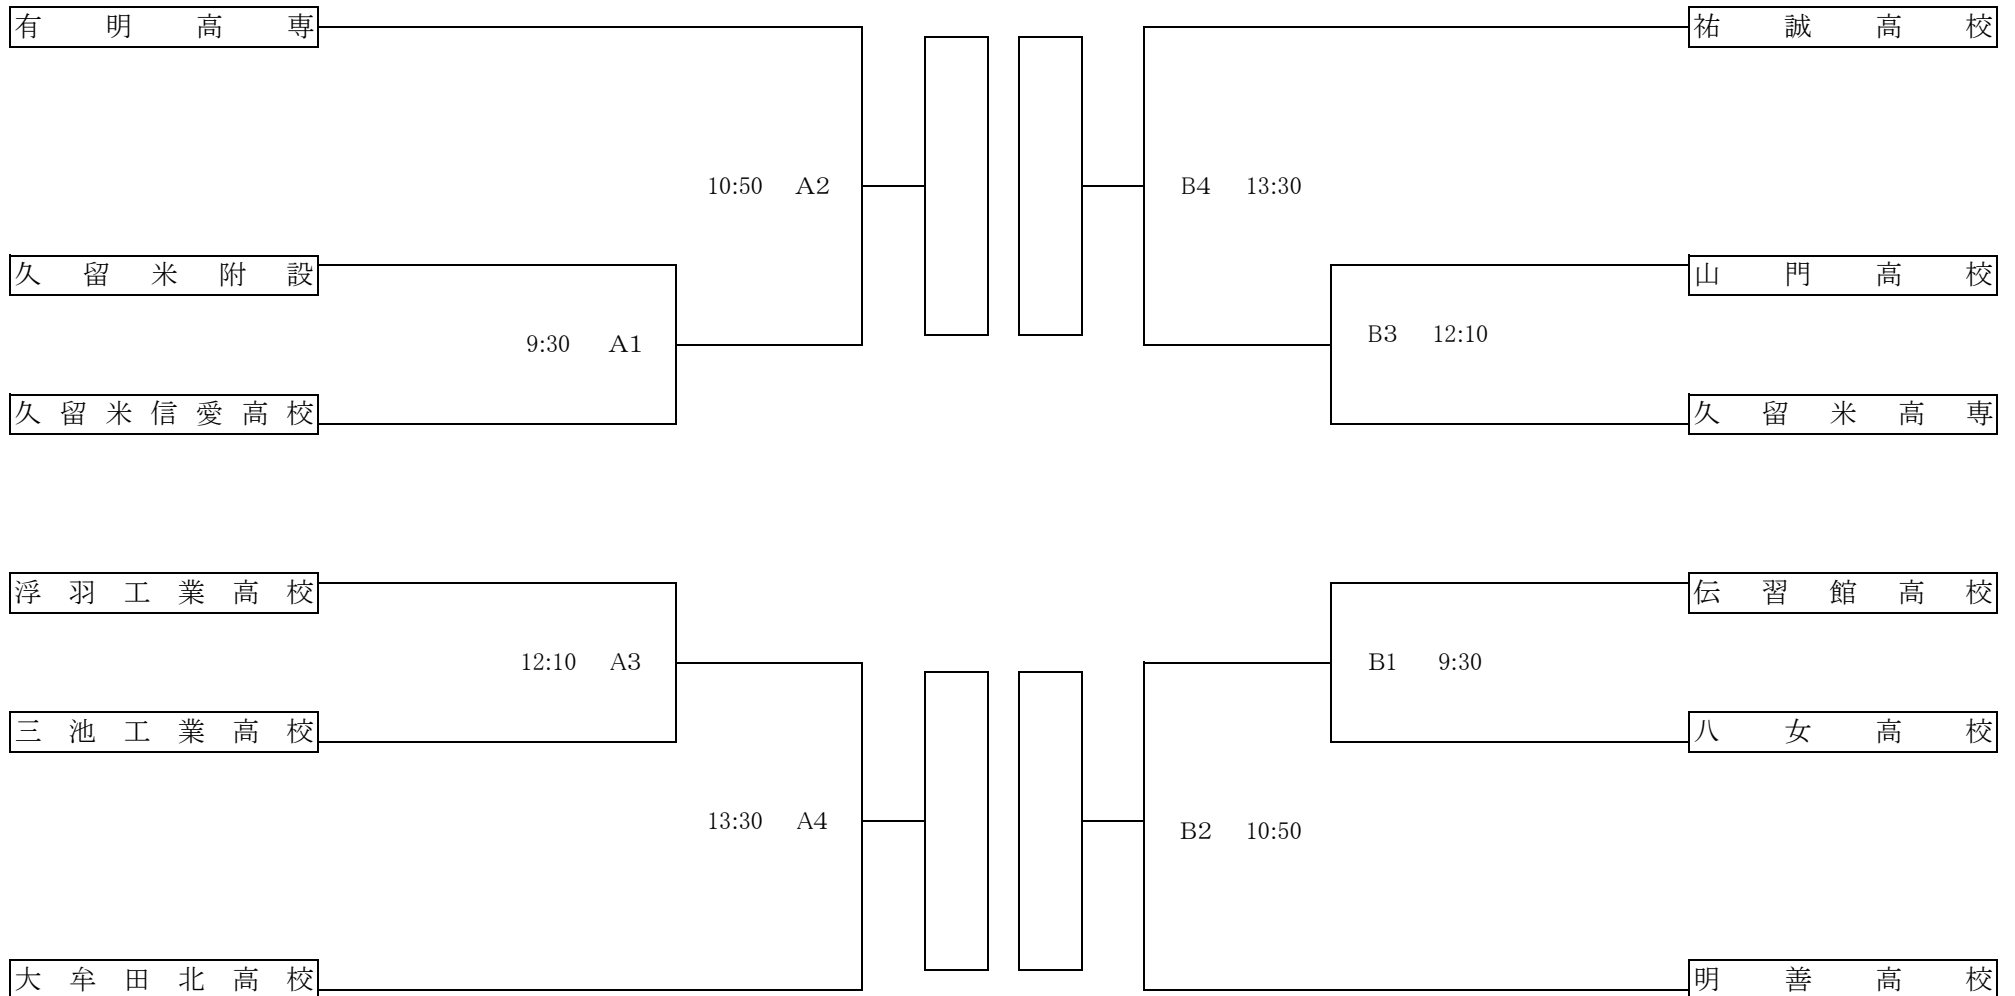 有明高専 祐誠高校
10:50 A2 B4 13:30
久留米附設 山門高校
9:30 A1 B3 12:10
久留米信愛高校 久留米高専
浮羽工業高校 伝習館高校
12:10 A3 B1 9:30
三池工業高校 八女高校
13:30 A4 B2 10:50
大牟田北高校 明善高校